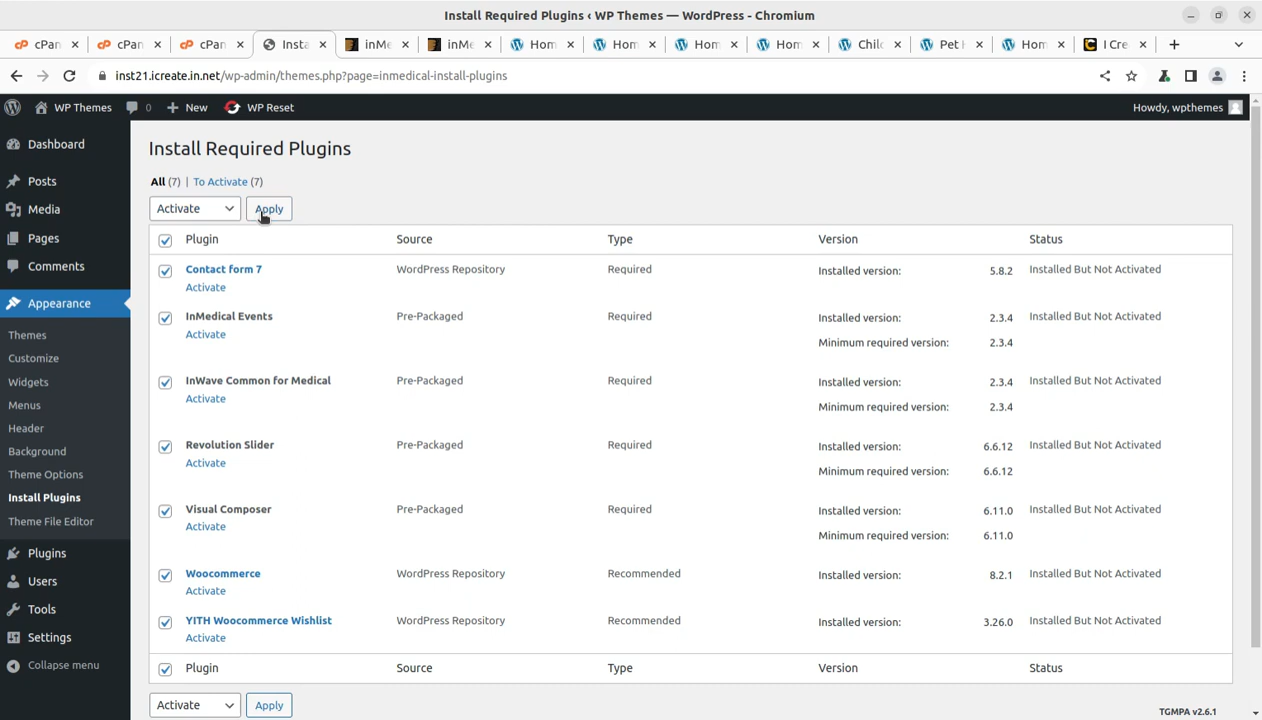 Install Required Plugins ‹ WP Themes — WordPress - Chromium
cPan
cPan
cPan
Insta
inMe
inMe
Hom
Hom
Hom
Hom
Chil
Pet
Hom
I Cre
inst21.icreate.in.net/wp-admin/themes.php?page=inmedical-install-plugins
WP Themes
0
New
WP Reset
Howdy, wpthemes
Dashboard
Posts
Media
Pages
Comments
Appearance
Themes
Customize
Widgets
Menus
Header
Background
Theme Options
Install Plugins
Theme File Editor
Plugins
Users
Tools
Settings
Collapse menu
Install Required Plugins
All (7) | To Activate (7)
Activate Apply
Plugin Source Type Version Status
Contact form 7 WordPress Repository Required Installed version: 5.8.2 Installed But Not Activated
Activate
InMedical Events Pre-Packaged Required Installed version: 2.3.4 Installed But Not Activated
Activate Minimum required version: 2.3.4
InWave Common for Medical Pre-Packaged Required Installed version: 2.3.4 Installed But Not Activated
Activate Minimum required version: 2.3.4
Revolution Slider Pre-Packaged Required Installed version: 6.6.12 Installed But Not Activated
Activate Minimum required version: 6.6.12
Visual Composer Pre-Packaged Required Installed version: 6.11.0 Installed But Not Activated
Activate Minimum required version: 6.11.0
Woocommerce WordPress Repository Recommended Installed version: 8.2.1 Installed But Not Activated
Activate
YITH Woocommerce Wishlist WordPress Repository Recommended Installed version: 3.26.0 Installed But Not Activated
Activate
Plugin Source Type Version Status
Activate Apply
TGMPA v2.6.1